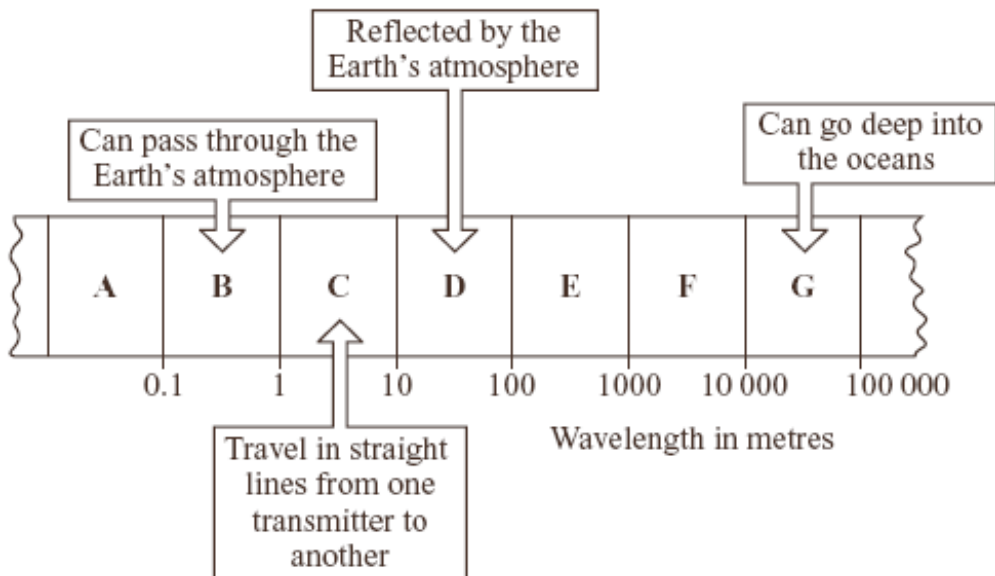 Reflected by the
Earth's atmosphere
Can pass through the
Earth's atmosphere
Can go deep into
the oceans
A B C D E F G
0.1 1 10 100 1000 10 000 100 000
Wavelength in metres
Travel in straight
lines from one
transmitter to
another